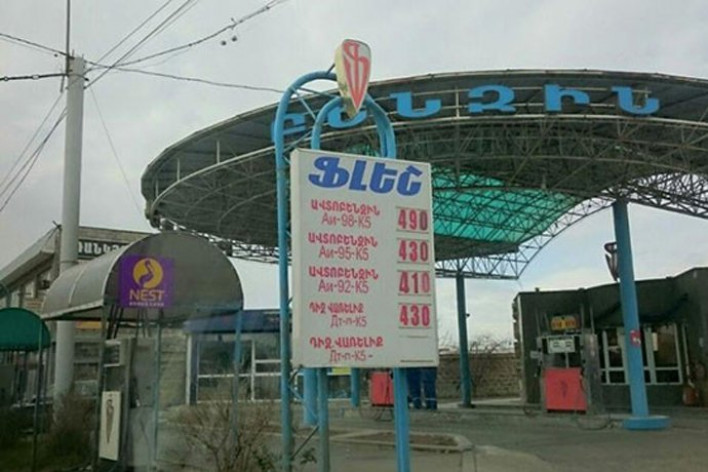 ԲԵՆԶԻՆ
Ֆլեշ
ԱՎՏՈԲԵՆԶԻՆ
Аи-98-К5 490
ԱՎՏՈԲԵՆԶԻՆ
Аи-95-К5 430
ԱՎՏՈԲԵՆԶԻՆ
Аи-92-К5 410
ԴԻԶ.ՎԱՌԵԼԻՔ
Дт-п-К5 430
ԴԻԶ.ՎԱՌԵԼԻՔ
Дт-п-К5 -
NEST